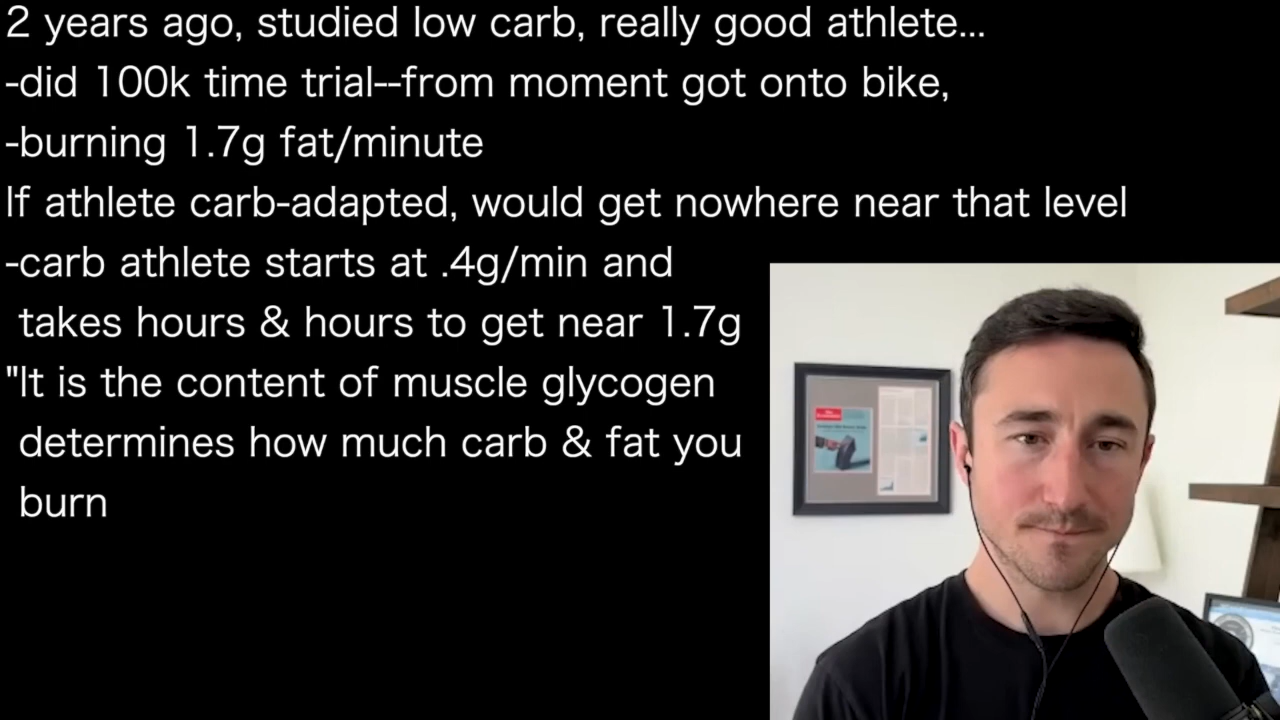 2 years ago, studied low carb, really good athlete...
-did 100k time trial--from moment got onto bike,
-burning 1.7g fat/minute
If athlete carb-adapted, would get nowhere near that level
-carb athlete starts at .4g/min and
takes hours & hours to get near 1.7g
"It is the content of muscle glycogen
determines how much carb & fat you
burn